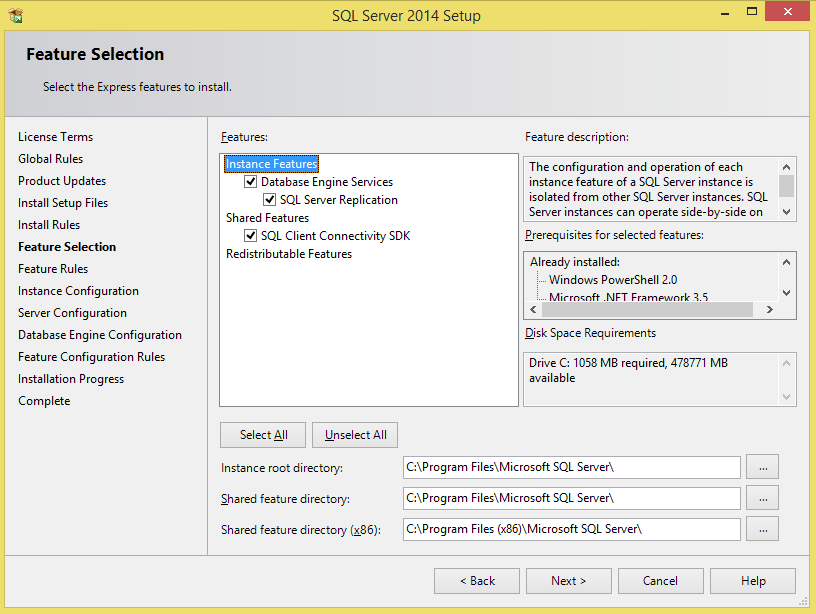 SQL Server 2014 Setup
Feature Selection
Select the Express features to install.
License Terms
Global Rules
Product Updates
Install Setup Files
Install Rules
Feature Selection
Feature Rules
Instance Configuration
Server Configuration
Database Engine Configuration
Feature Configuration Rules
Installation Progress
Complete
Features:
Instance Features
Database Engine Services
SQL Server Replication
Shared Features
SQL Client Connectivity SDK
Redistributable Features
Feature description:
The configuration and operation of each
instance feature of a SQL Server instance is
isolated from other SQL Server instances. SQL
Server instances can operate side-by-side on
Prerequisites for selected features:
Already installed:
Windows PowerShell 2.0
Microsoft .NET Framework 3.5
Disk Space Requirements
Drive C: 1058 MB required, 478771 MB
available
Select All
Unselect All
Instance root directory:
C:\Program Files\Microsoft SQL Server\
...
Shared feature directory:
C:\Program Files\Microsoft SQL Server\
...
Shared feature directory (x86):
C:\Program Files (x86)\Microsoft SQL Server\
...
< Back
Next >
Cancel
Help